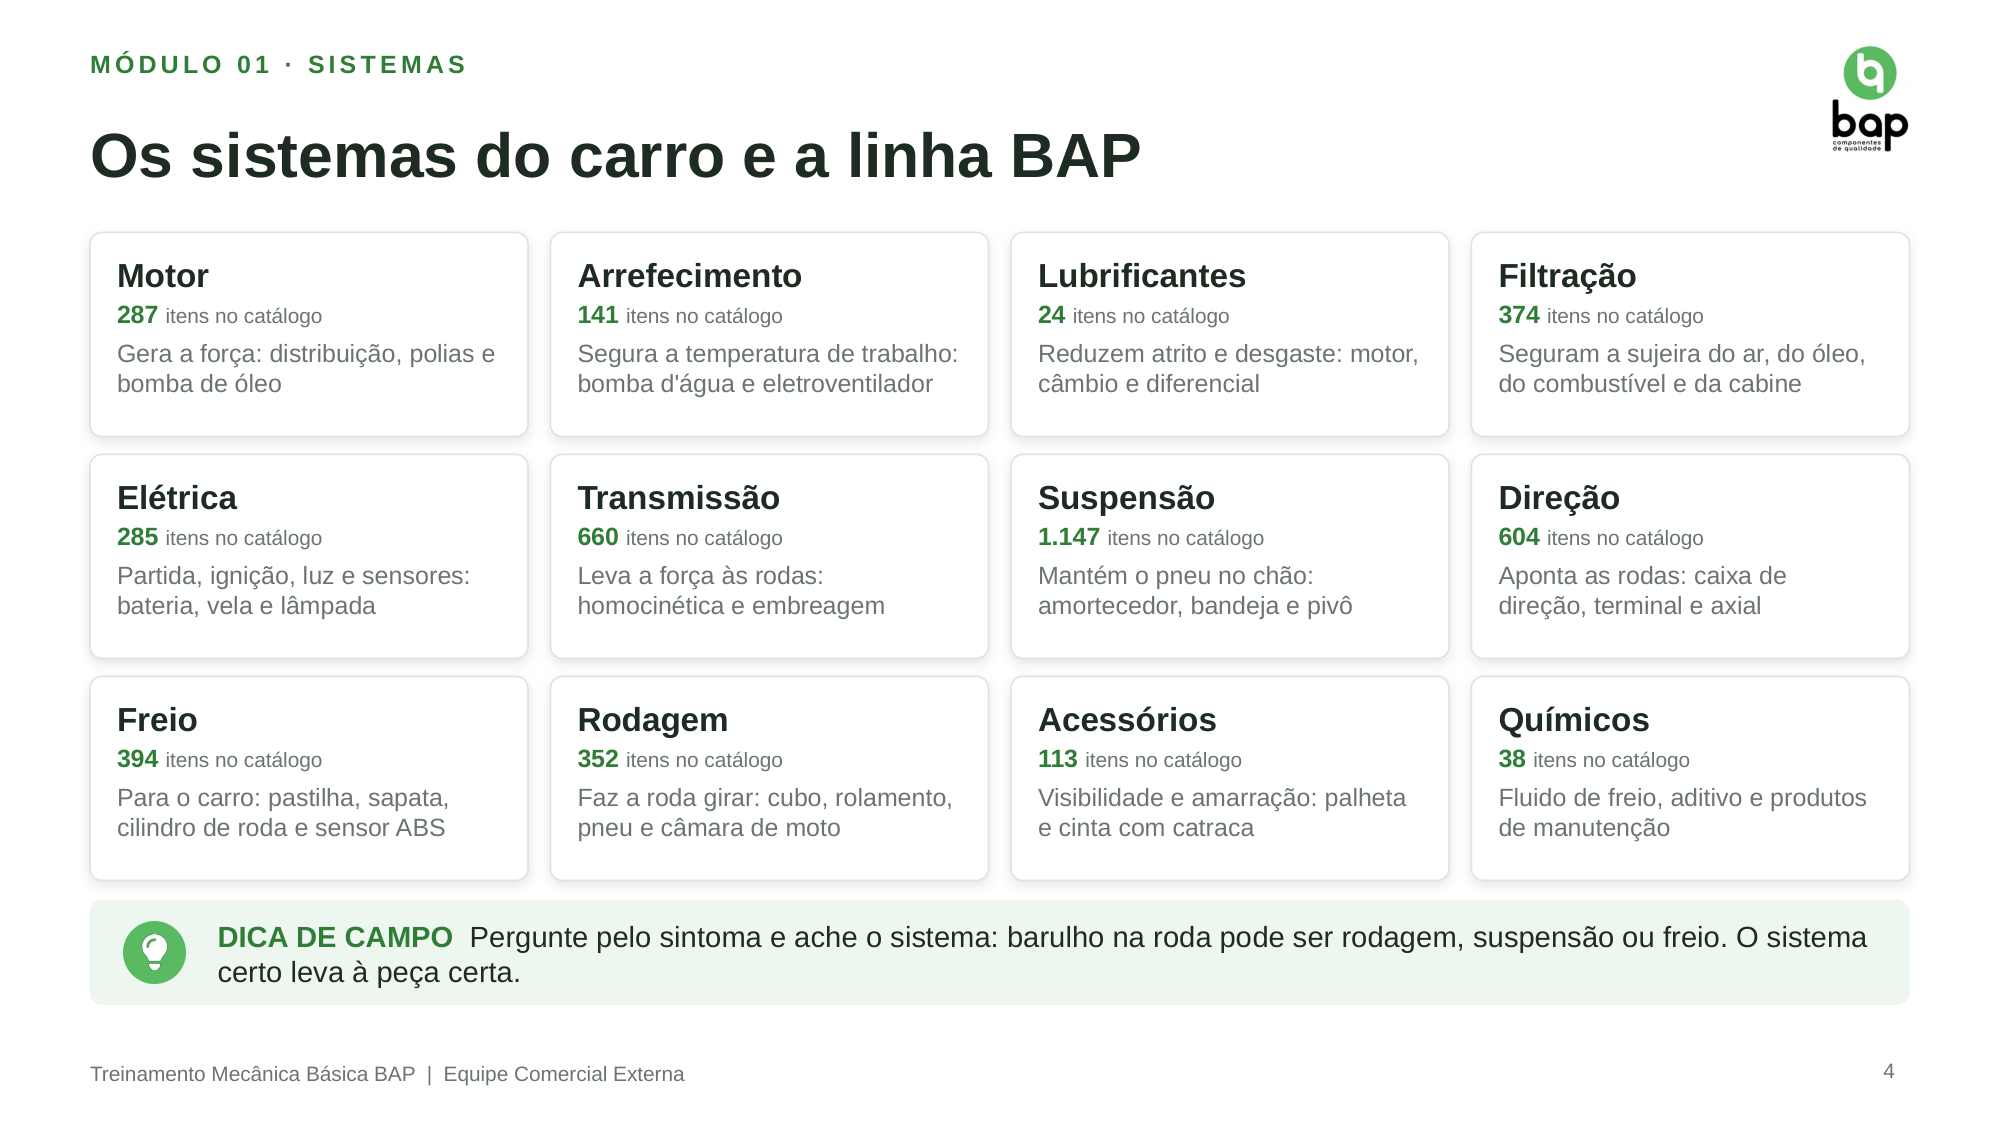 MÓDULO 01 · SISTEMAS
bap
componentes
de qualidade
Os sistemas do carro e a linha BAP
Motor
287 itens no catálogo
Gera a força: distribuição, polias e
bomba de óleo
Arrefecimento
141 itens no catálogo
Segura a temperatura de trabalho:
bomba d'água e eletroventilador
Lubrificantes
24 itens no catálogo
Reduzem atrito e desgaste: motor,
câmbio e diferencial
Filtração
374 itens no catálogo
Seguram a sujeira do ar, do óleo,
do combustível e da cabine
Elétrica
285 itens no catálogo
Partida, ignição, luz e sensores:
bateria, vela e lâmpada
Transmissão
660 itens no catálogo
Leva a força às rodas:
homocinética e embreagem
Suspensão
1.147 itens no catálogo
Mantém o pneu no chão:
amortecedor, bandeja e pivô
Direção
604 itens no catálogo
Aponta as rodas: caixa de
direção, terminal e axial
Freio
394 itens no catálogo
Para o carro: pastilha, sapata,
cilindro de roda e sensor ABS
Rodagem
352 itens no catálogo
Faz a roda girar: cubo, rolamento,
pneu e câmara de moto
Acessórios
113 itens no catálogo
Visibilidade e amarração: palheta
e cinta com catraca
Químicos
38 itens no catálogo
Fluido de freio, aditivo e produtos
de manutenção
DICA DE CAMPO Pergunte pelo sintoma e ache o sistema: barulho na roda pode ser rodagem, suspensão ou freio. O sistema
certo leva à peça certa.
Treinamento Mecânica Básica BAP | Equipe Comercial Externa
4